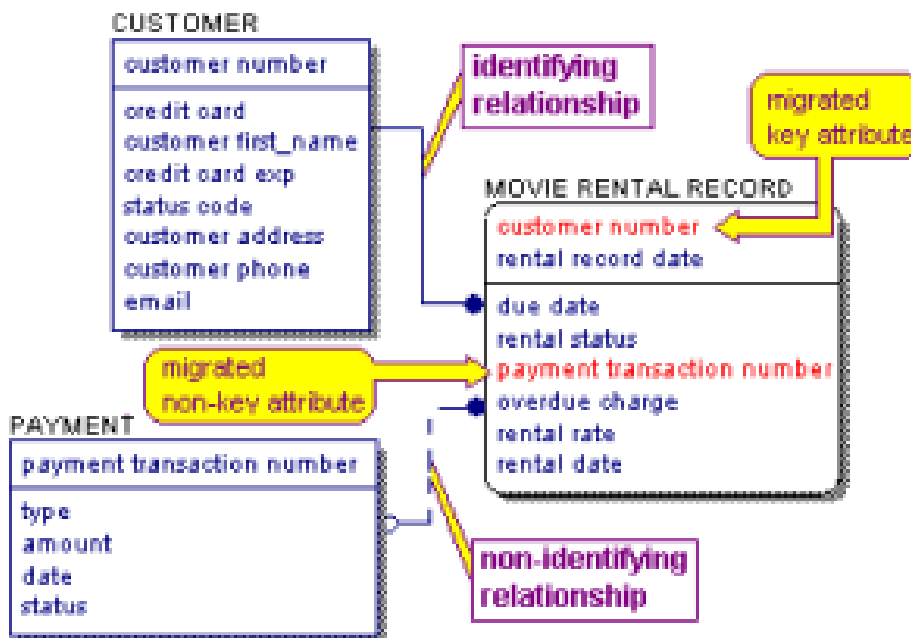 CUSTOMER
customer number
credit card
customer first_name
credit card exp
status code
customer address
customer phone
email
identifying
relationship
migrated
key attribute
MOVIE RENTAL RECORD
customer number
rental record date
due date
rental status
payment transaction number
overdue charge
rental rate
rental date
migrated
non-key attribute
PAYMENT
payment transaction number
type
amount
date
status
non-identifying
relationship